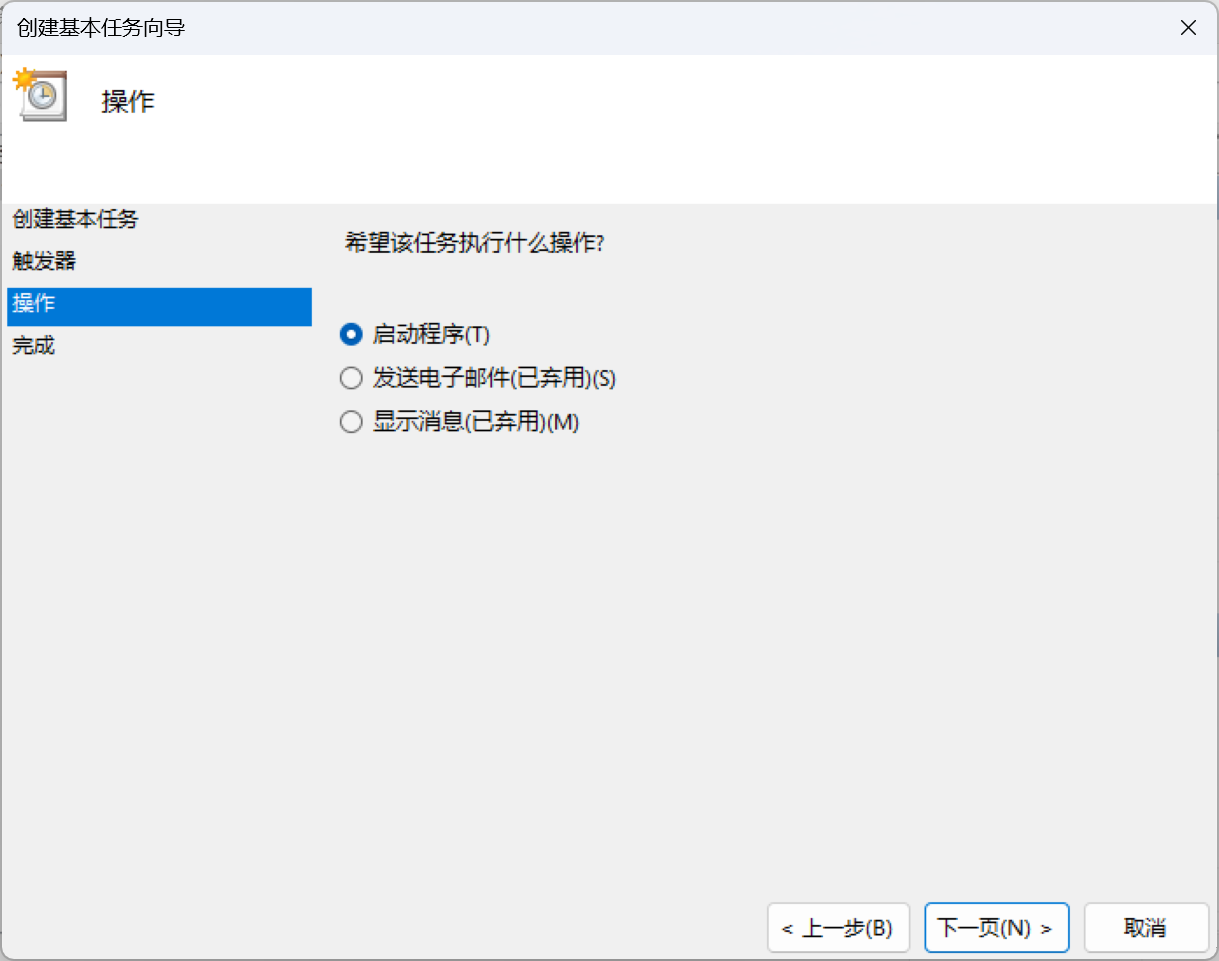 创建基本任务向导
操作
创建基本任务
触发器
操作
完成
希望该任务执行什么操作?
启动程序(T)
发送电子邮件(已弃用)(S)
显示消息(已弃用)(M)
< 上一步(B)
下一页(N) >
取消